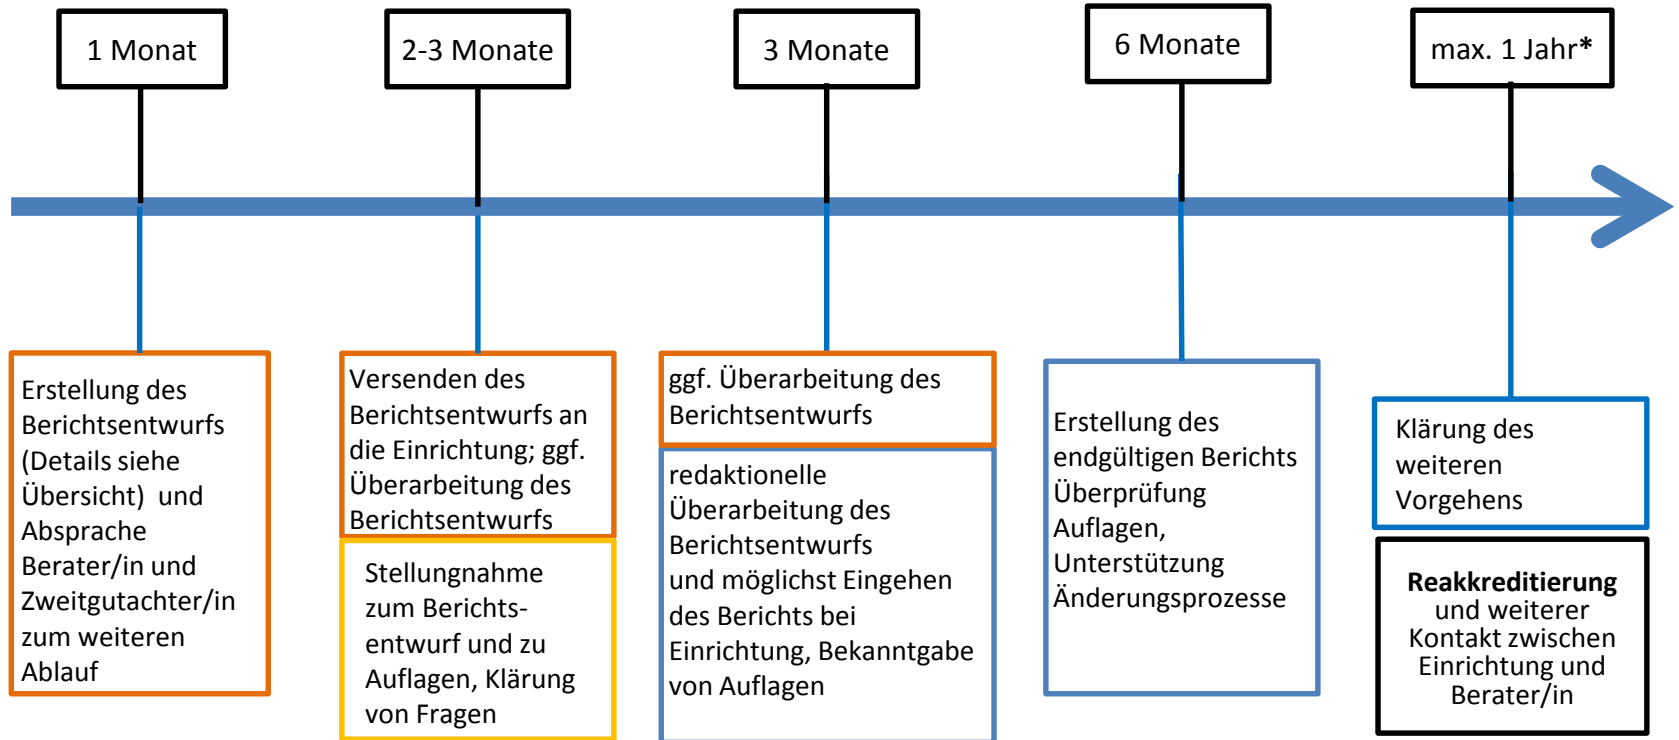 1 Monat
2-3 Monate
3 Monate
6 Monate
max. 1 Jahr*
Erstellung des
Berichtsentwurfs
(Details siehe
Übersicht) und
Absprache
Berater/in und
Zweitgutachter/in
zum weiteren
Ablauf
Versenden des
Berichtsentwurfs an
die Einrichtung; ggf.
Überarbeitung des
Berichtsentwurfs
Stellungnahme
zum Berichts-
entwurf und zu
Auflagen, Klärung
von Fragen
ggf. Überarbeitung des
Berichtsentwurfs
redaktionelle
Überarbeitung des
Berichtsentwurfs
und möglichst Eingehen
des Berichts bei
Einrichtung, Bekanntgabe
von Auflagen
Erstellung des
endgültigen Berichts
Überprüfung
Auflagen,
Unterstützung
Änderungsprozesse
Klärung des
weiteren
Vorgehens
Reakkreditierung
und weiterer
Kontakt zwischen
Einrichtung und
Berater/in